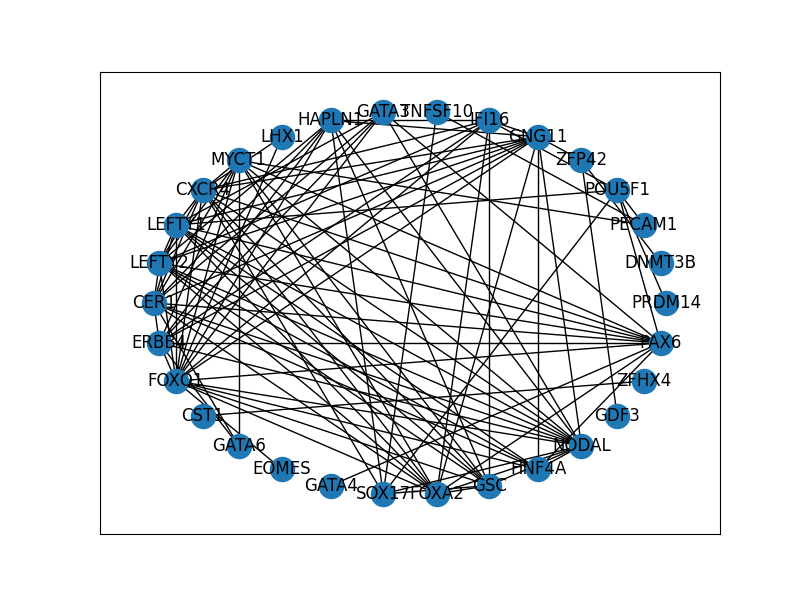 GATA3
TNFSF10
HAPLN1
IFI16
LHX1
GNG11
MYCT1
ZFP42
CXCR4
POU5F1
LEFTY1
PECAM1
LEFTY2
DNMT3B
CER1
PRDM14
ERBB4
PAX6
FOXQ1
ZFHX4
CST1
GDF3
GATA6
NODAL
EOMES
HNF4A
GATA4
GSC
SOX17
FOXA2